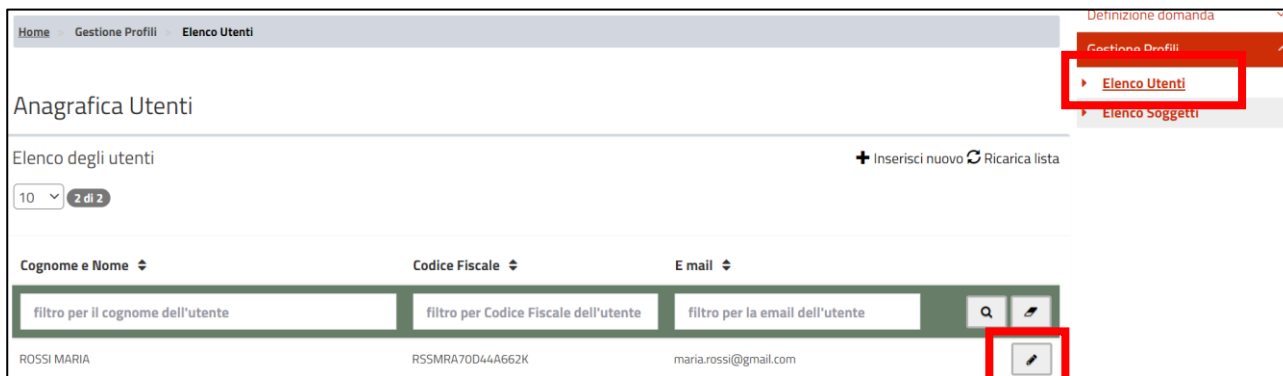 Home » Gestione Profili » Elenco Utenti
Anagrafica Utenti
Elenco degli utenti
Inserisci nuovo Ricarica lista
10 2 di 2
Cognome e Nome Codice Fiscale E mail
filtro per il cognome dell'utente filtro per Codice Fiscale dell'utente filtro per la email dell'utente
ROSSI MARIA RSSMRA70D44A662K maria.rossi@gmail.com
Definizione domanda
Gestione Profili
Elenco Utenti
Elenco Soggetti